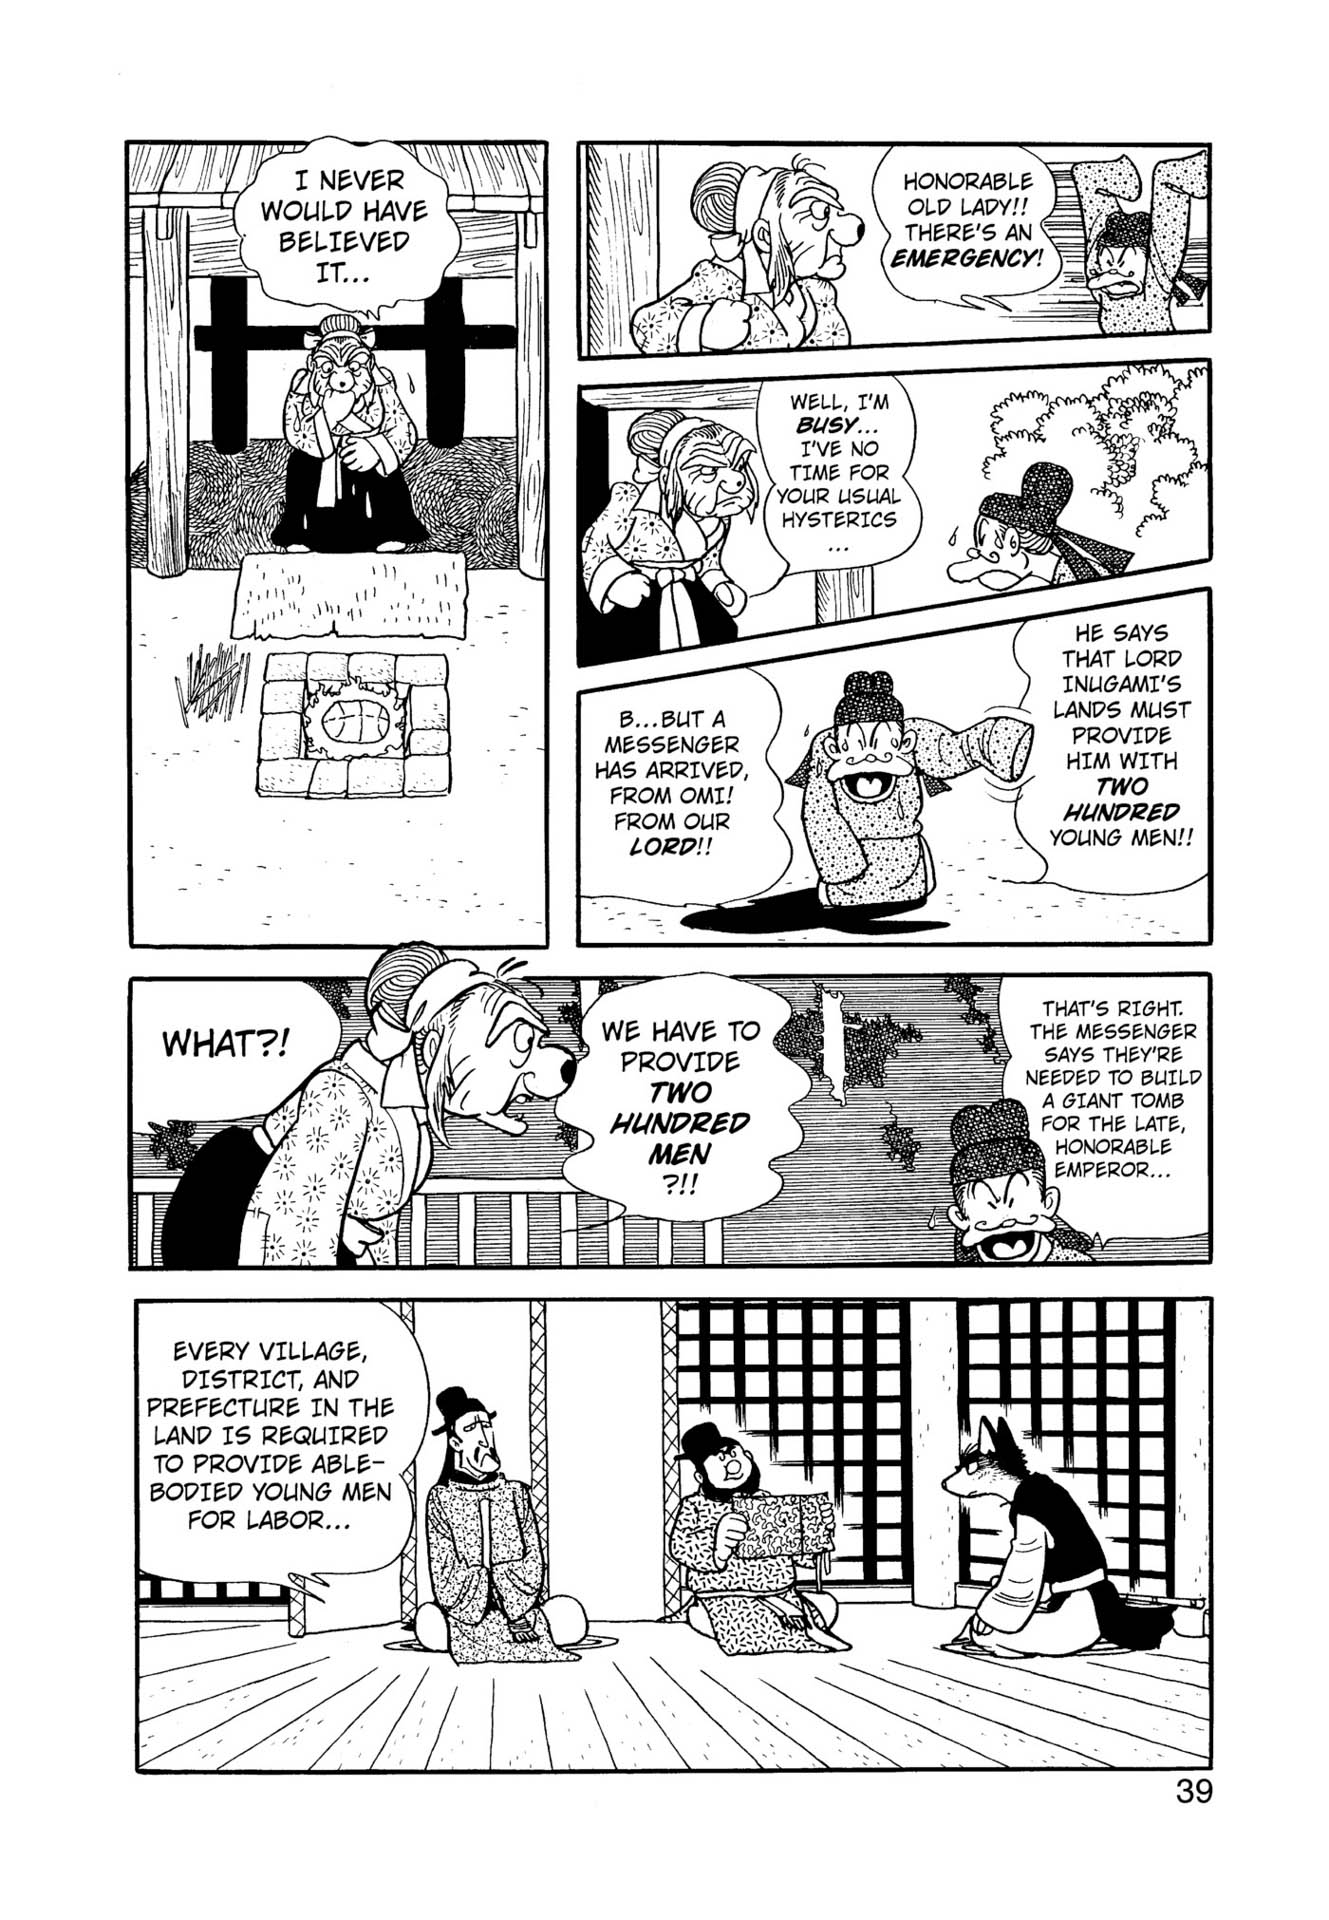 I NEVER
WOULD HAVE
BELIEVED
IT...
HONORABLE
OLD LADY!!
THERE'S AN
EMERGENCY!
WELL, I'M
BUSY...
I'VE NO
TIME FOR
YOUR USUAL
HYSTERICS
...
B...BUT A
MESSENGER
HAS ARRIVED,
FROM OMI!
FROM OUR
LORD!!
HE SAYS
THAT LORD
INUGAMI'S
LANDS MUST
PROVIDE
HIM WITH
TWO
HUNDRED
YOUNG MEN!!
WHAT?!
WE HAVE TO
PROVIDE
TWO
HUNDRED
MEN
?!!
THAT'S RIGHT.
THE MESSENGER
SAYS THEY'RE
NEEDED TO BUILD
A GIANT TOMB
FOR THE LATE,
HONORABLE
EMPEROR...
EVERY VILLAGE,
DISTRICT, AND
PREFECTURE IN THE
LAND IS REQUIRED
TO PROVIDE ABLE-
BODIED YOUNG MEN
FOR LABOR...
39